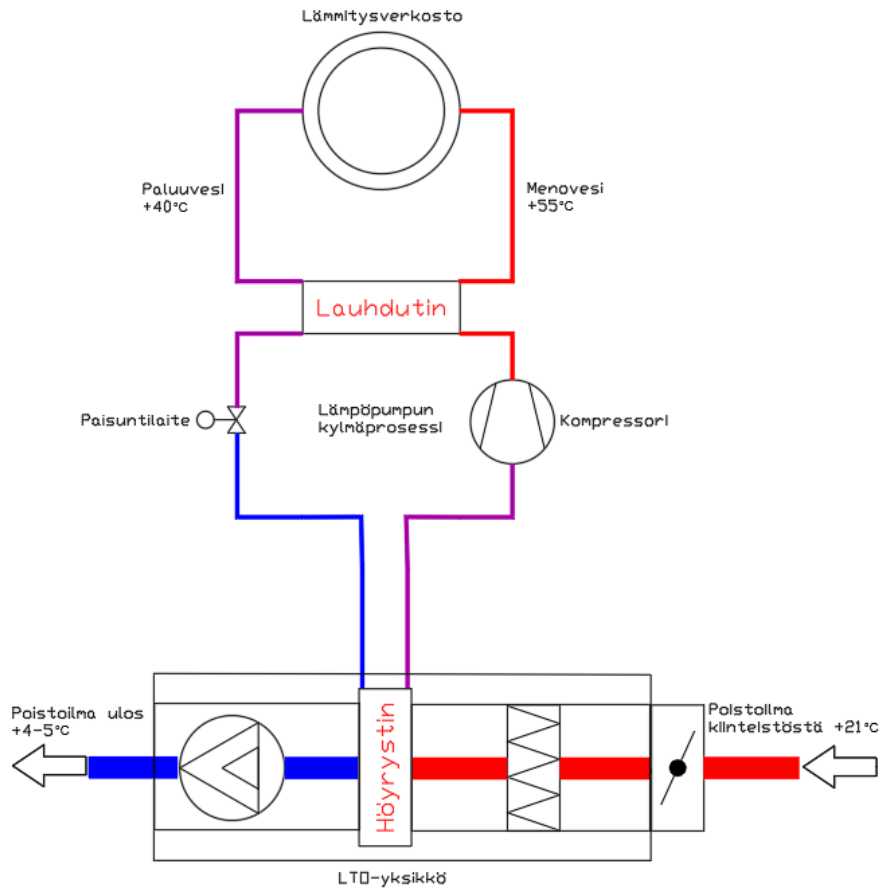 Lämmitysverkosto
Paluuvesi
+40°C
Menovesi
+55°C
Lauhdutin
Paisuntilaite
Lämpöpumpun
kylmäprosessi
Kompressori
Poistoilma ulos
+4-5°C
Höyrystin
Poistoilma
kiinteistöstä +21°C
LTO-yksikkö